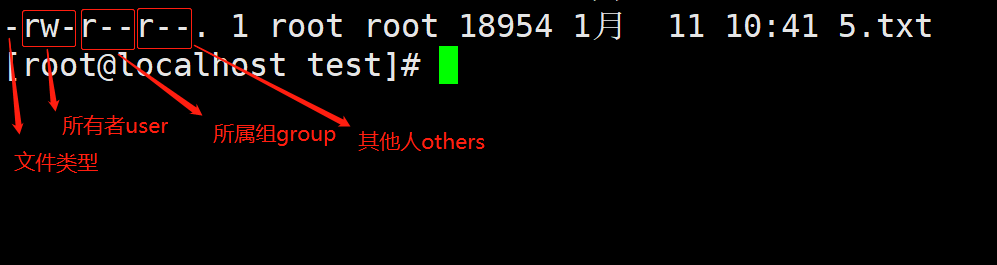 -rw-r--r--. 1 root root 18954 1月  11 10:41 5.txt
[root@localhost test]#
所有者user
所属组group
其他人others
文件类型